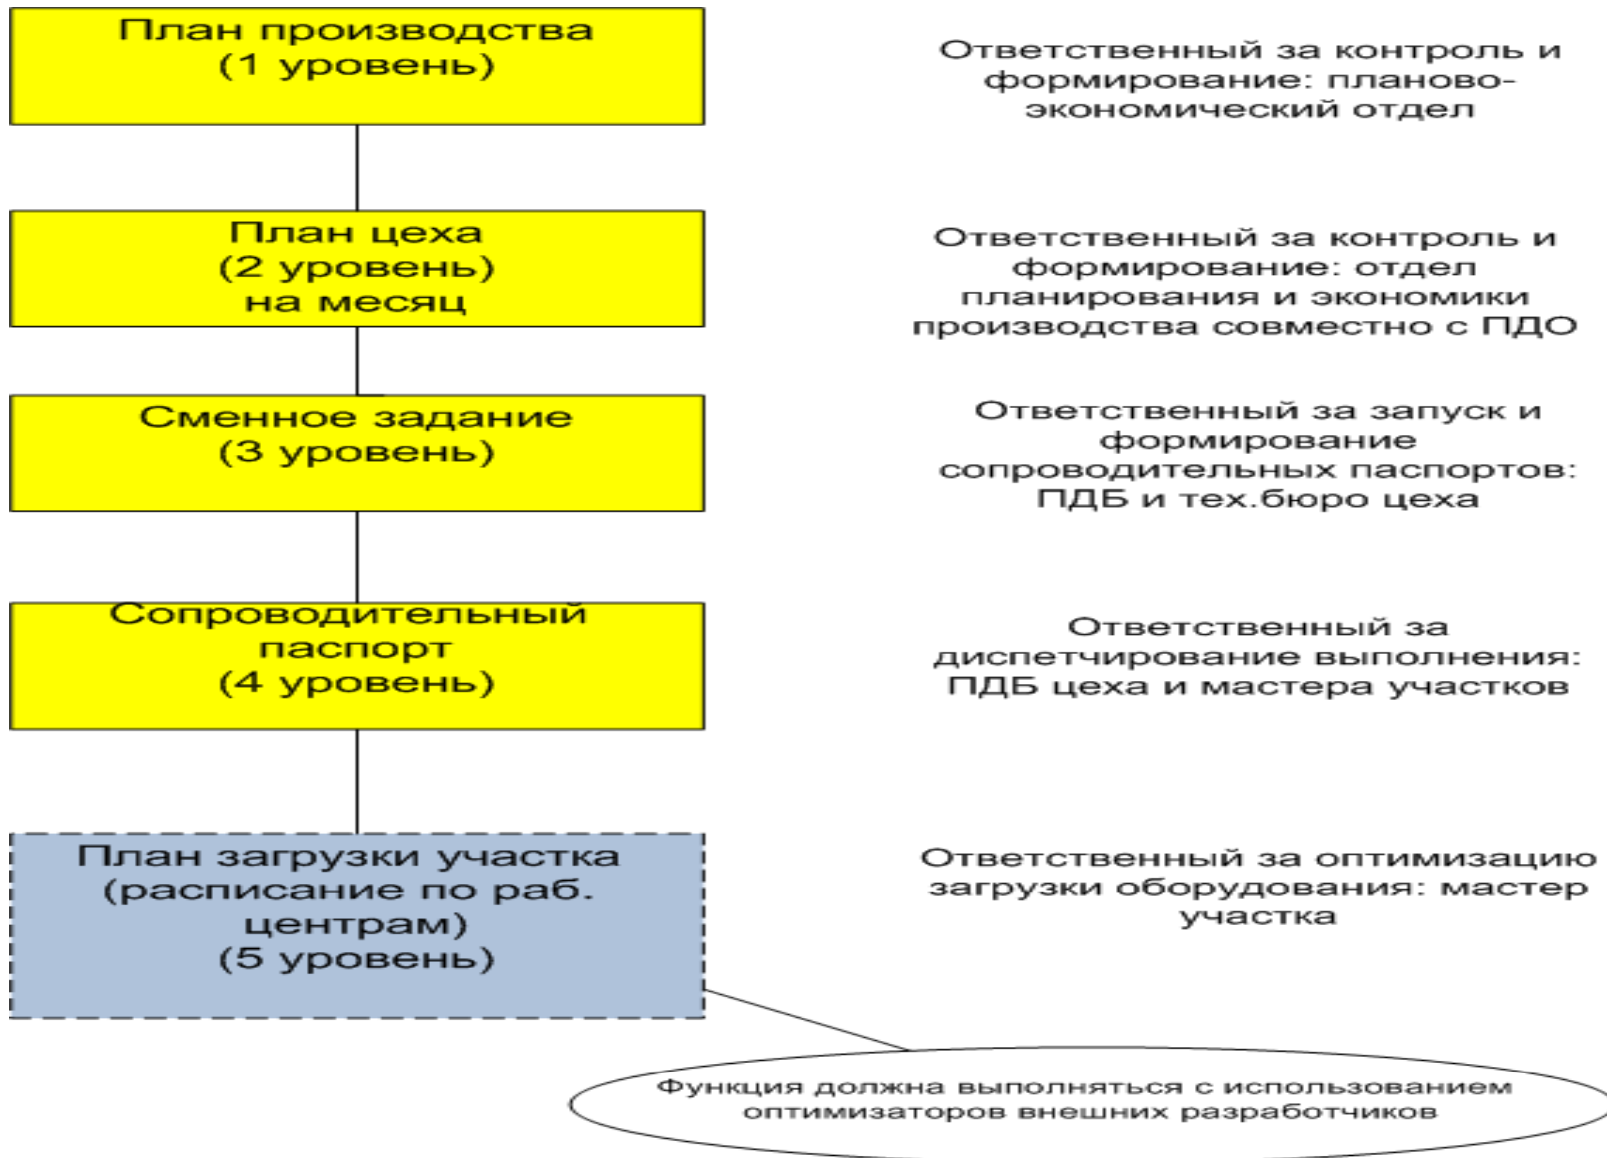 План производства
(1 уровень)
Ответственный за контроль и
формирование: планово-
экономический отдел
План цеха
(2 уровень)
на месяц
Ответственный за контроль и
формирование: отдел
планирования и экономики
производства совместно с ПДО
Сменное задание
(3 уровень)
Ответственный за запуск и
формирование
сопроводительных паспортов:
ПДБ и тех.бюро цеха
Сопроводительный
паспорт
(4 уровень)
Ответственный за
диспетчирование выполнения:
ПДБ цеха и мастера участков
План загрузки участка
(расписание по раб.
центрам)
(5 уровень)
Ответственный за оптимизацию
загрузки оборудования: мастер
участка
Функция должна выполняться с использованием
оптимизаторов внешних разработчиков